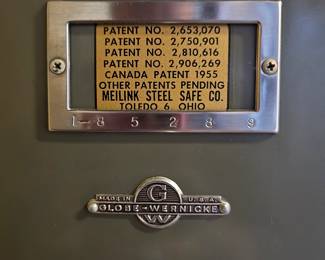 PATENT NO. 2,653,070
PATENT NO. 2,750,901
PATENT NO. 2,810,616
PATENT NO. 2,906,269
CANADA PATENT 1955
OTHER PATENTS PENDING
MEILINK STEEL SAFE CO.
TOLEDO 6 OHIO
1-85289
G
MADE IN U.S.A.
GLOBE-WERNICKE
W